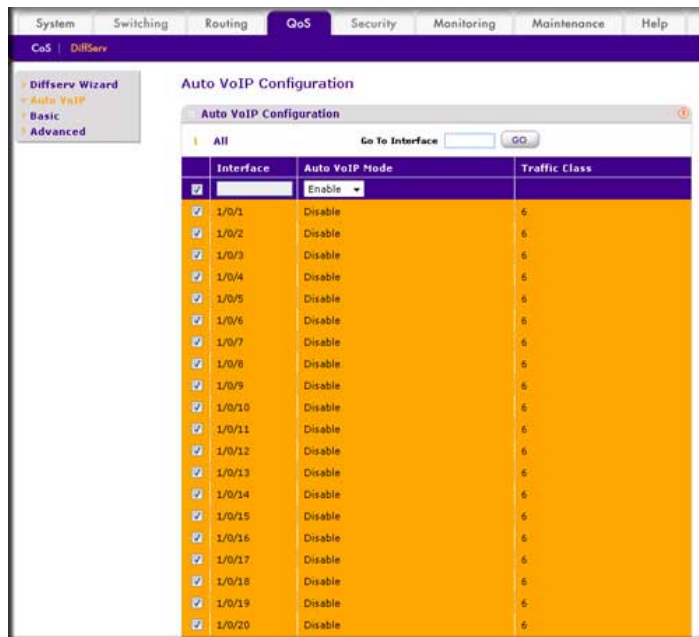 System Switching Routing QoS Security Monitoring Maintenance Help
CoS | DiffServ
Diffserv Wizard
Auto VoIP
Basic
Advanced
Auto VoIP Configuration
Auto VoIP Configuration
1 All Go To Interface GO
Interface Auto VoIP Mode Traffic Class
Enable
1/0/1 Disable 6
1/0/2 Disable 6
1/0/3 Disable 6
1/0/4 Disable 6
1/0/5 Disable 6
1/0/6 Disable 6
1/0/7 Disable 6
1/0/8 Disable 6
1/0/9 Disable 6
1/0/10 Disable 6
1/0/11 Disable 6
1/0/12 Disable 6
1/0/13 Disable 6
1/0/14 Disable 6
1/0/15 Disable 6
1/0/16 Disable 6
1/0/17 Disable 6
1/0/18 Disable 6
1/0/19 Disable 6
1/0/20 Disable 6